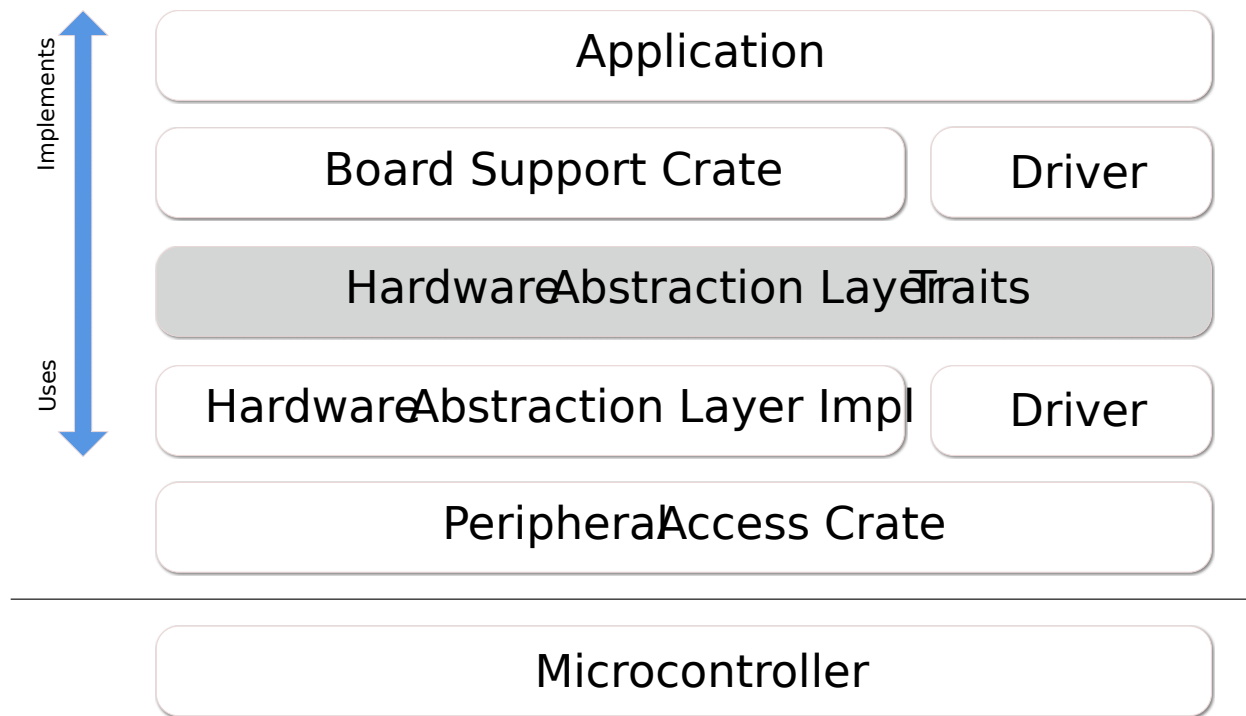 Implements
Application
Board Support Crate
Driver
Hardware Abstraction Layer Traits
Uses
Hardware Abstraction Layer Impl
Driver
Peripheral Access Crate
Microcontroller